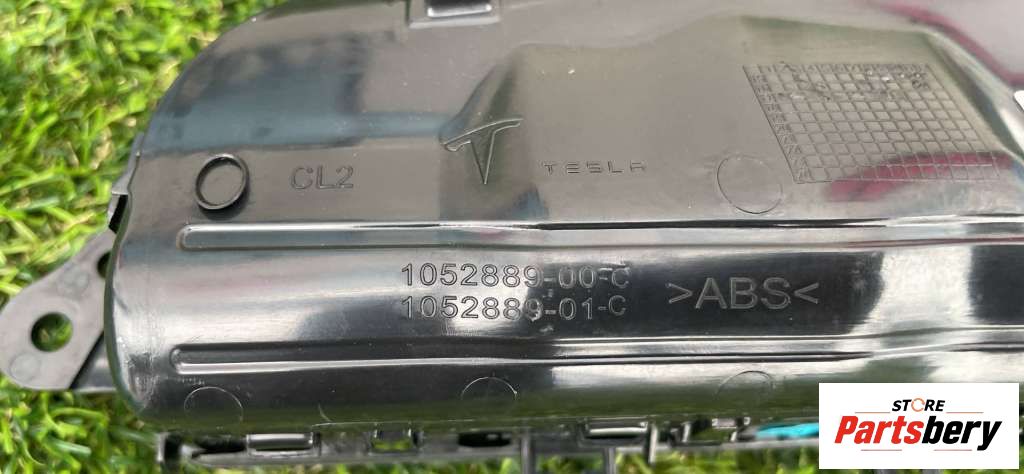 CL2
TESLA
1052889-00-C
1052889-01-C
>ABS<
STORE
Partsbery